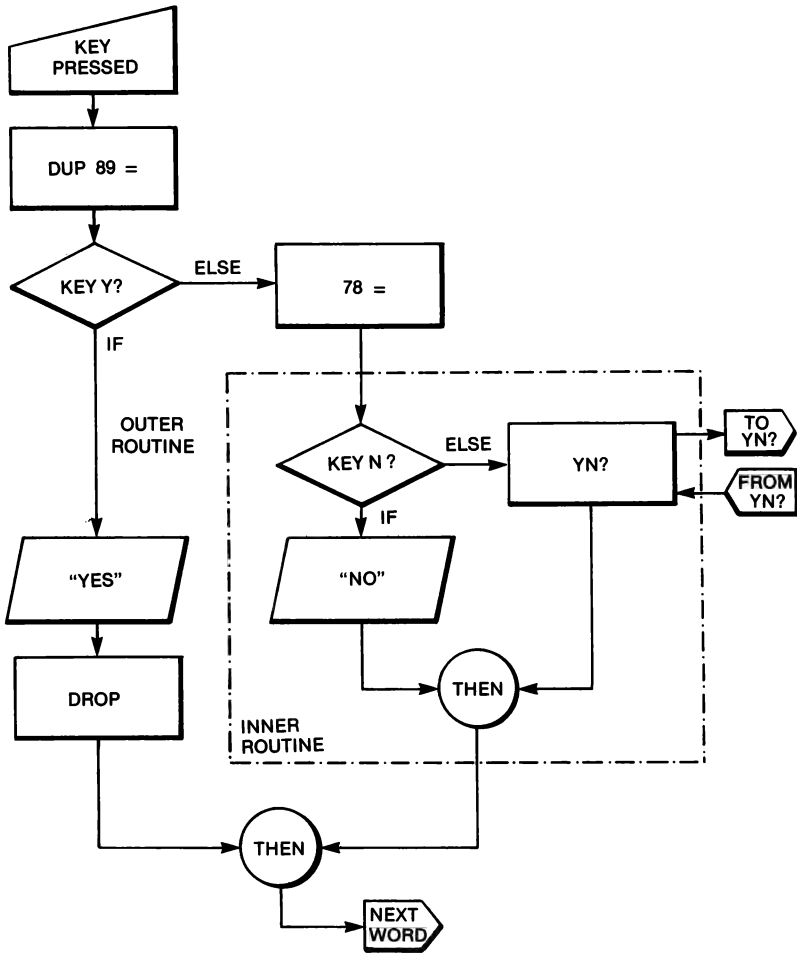 KEY
PRESSED
DUP 89 =
KEY Y?
ELSE
78 =
IF
OUTER
ROUTINE
KEY N ?
ELSE
YN?
TO
YN?
FROM
YN?
IF
"YES"
"NO"
DROP
THEN
INNER
ROUTINE
THEN
NEXT
WORD